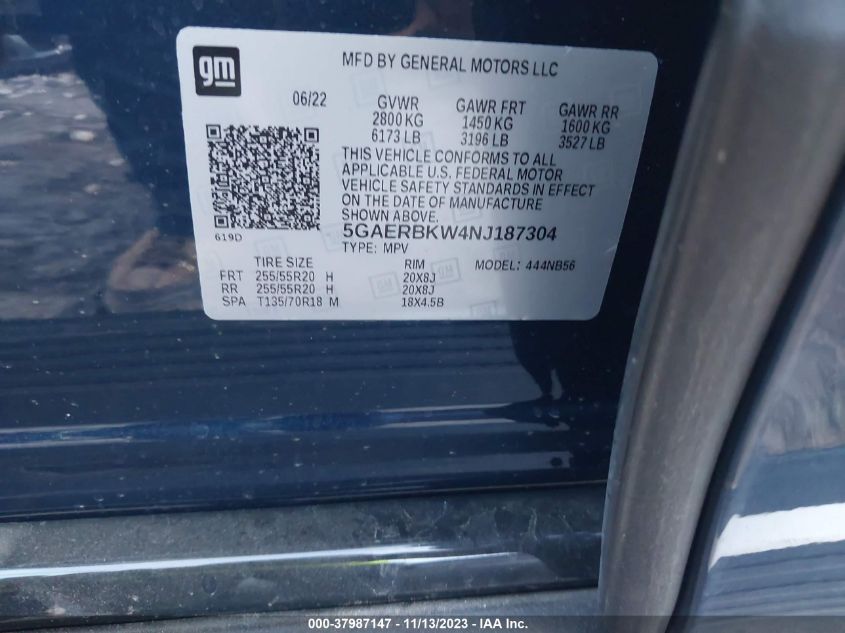 gm
MFD BY GENERAL MOTORS LLC
06/22
GVWR GAWR FRT GAWR RR
2800 KG 1450 KG 1600 KG
6173 LB 3196 LB 3527 LB
THIS VEHICLE CONFORMS TO ALL
APPLICABLE U.S. FEDERAL MOTOR
VEHICLE SAFETY STANDARDS IN EFFECT
ON THE DATE OF MANUFACTURE
SHOWN ABOVE.
619D
5GAERBKW4NJ187304
TYPE: MPV
TIRE SIZE RIM MODEL: 444NB56
FRT 255/55R20 H 20X8J
RR 255/55R20 H 20X8J
SPA T135/70R18 M 18X4.5B
000-37987147 — 11/13/2023 — IAAI.com